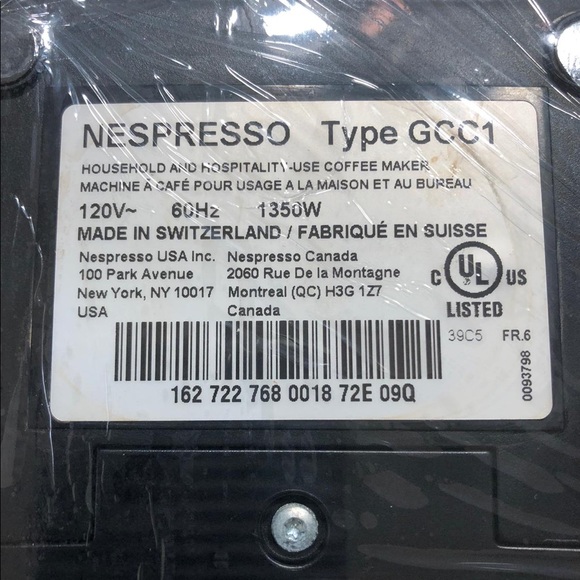 NESPRESSO Type GCC1
HOUSEHOLD AND HOSPITALITY-USE COFFEE MAKER
MACHINE A CAFÉ POUR USAGE A LA MAISON ET AU BUREAU
120V~ 60Hz 1350W
MADE IN SWITZERLAND / FABRIQUÉ EN SUISSE
Nespresso USA Inc.
100 Park Avenue
New York, NY 10017
USA
Nespresso Canada
2060 Rue De la Montagne
Montreal (QC) H3G 1Z7
Canada
C UL US
LISTED
39C5 FR.6
162 722 768 0018 72E 09Q
0093798